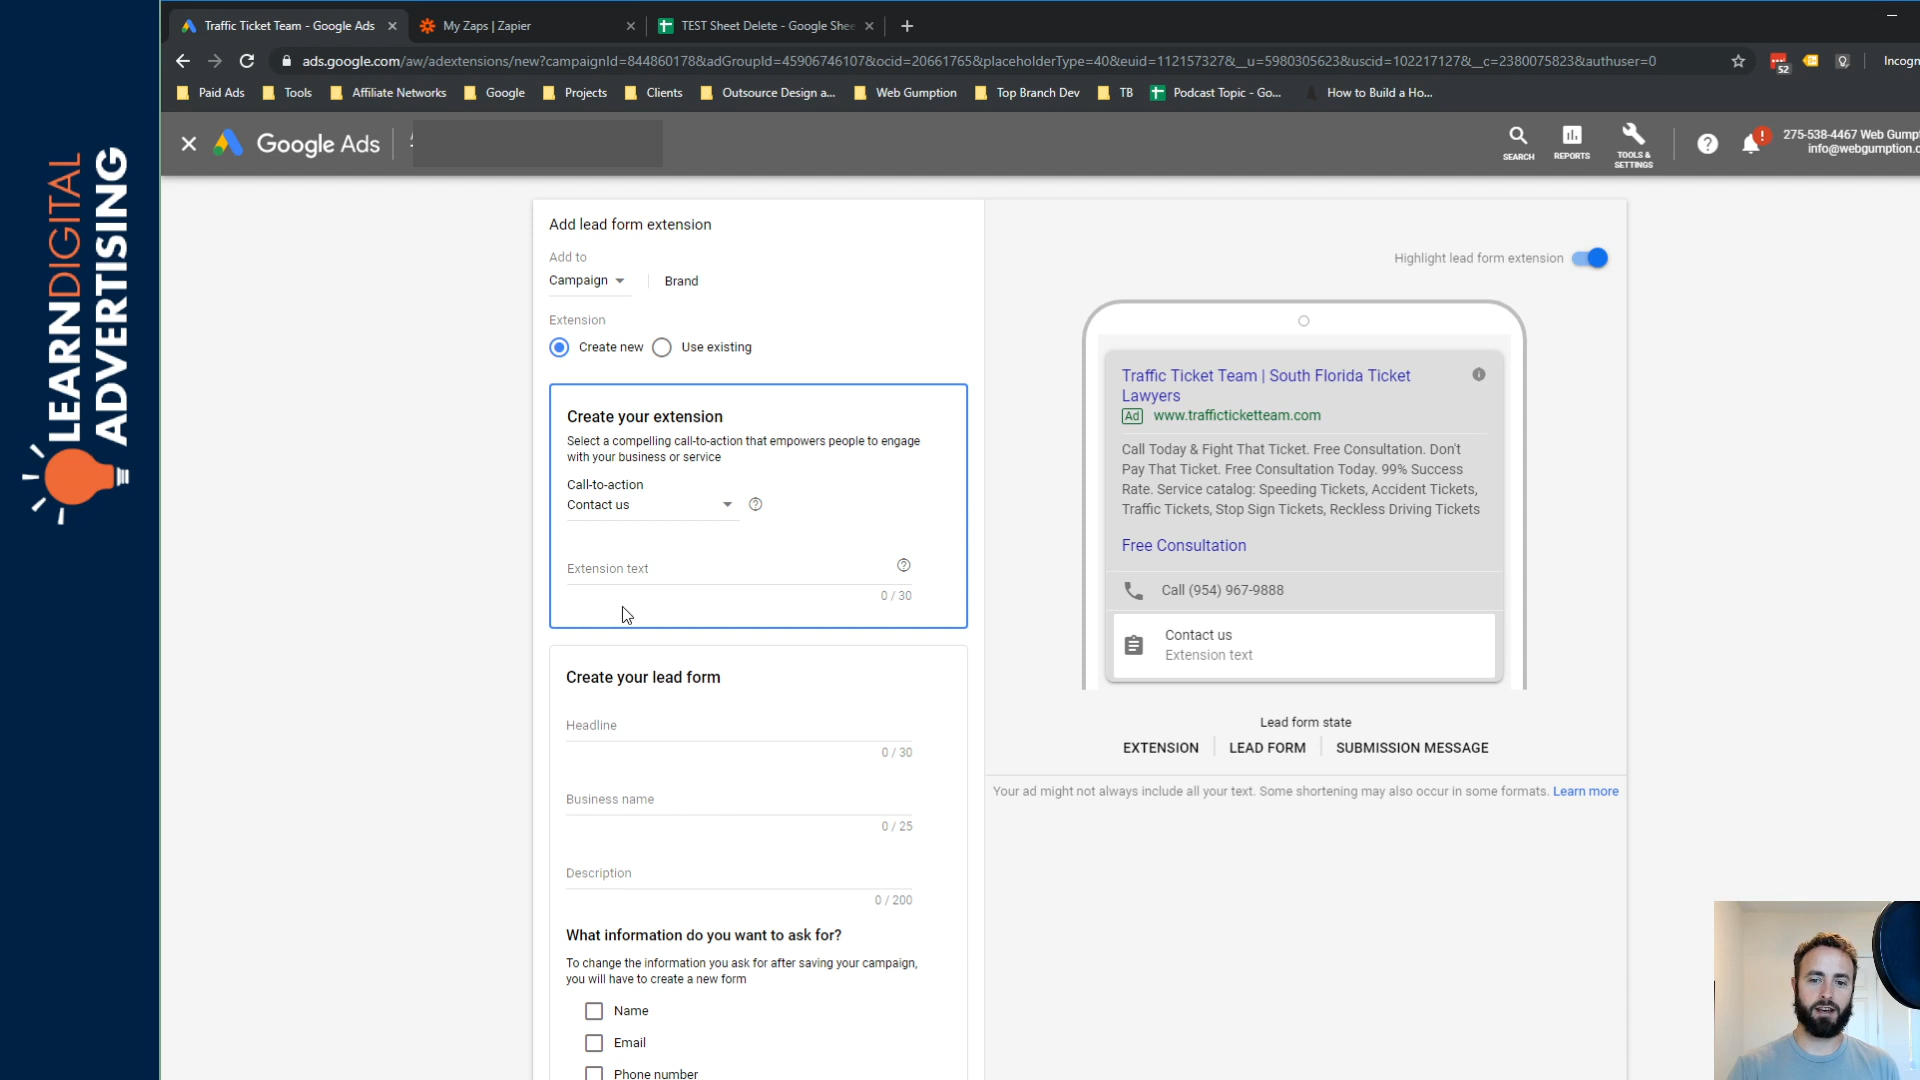 LEARNDIGITAL
ADVERTISING
Traffic Ticket Team - Google Ads
My Zaps | Zapier
TEST Sheet Delete - Google Shee
ads.google.com/aw/adextensions/new?campaignId=844860178&adGroupId=45906746107&ocid=20661765&placeholderType=40&euid=112157327&__u=5980305623&uscid=102217127&__c=2380075823&authuser=0
52
Incogn
Paid Ads
Tools
Affiliate Networks
Google
Projects
Clients
Outsource Design a...
Web Gumption
Top Branch Dev
TB
Podcast Topic - Go...
How to Build a Ho...
Google Ads
SEARCH
REPORTS
TOOLS &
SETTINGS
275-538-4467 Web Gumpt
info@webgumption.c
Add lead form extension
Add to
Campaign
Brand
Extension
Create new
Use existing
Create your extension
Select a compelling call-to-action that empowers people to engage
with your business or service
Call-to-action
Contact us
Extension text
0 / 30
Create your lead form
Headline
0 / 30
Business name
0 / 25
Description
0 / 200
What information do you want to ask for?
To change the information you ask for after saving your campaign,
you will have to create a new form
Name
Email
Phone number
Highlight lead form extension
Traffic Ticket Team | South Florida Ticket
Lawyers
Ad www.trafficticketteam.com
Call Today & Fight That Ticket. Free Consultation. Don't
Pay That Ticket. Free Consultation Today. 99% Success
Rate. Service catalog: Speeding Tickets, Accident Tickets,
Traffic Tickets, Stop Sign Tickets, Reckless Driving Tickets
Free Consultation
Call (954) 967-9888
Contact us
Extension text
Lead form state
EXTENSION
LEAD FORM
SUBMISSION MESSAGE
Your ad might not always include all your text. Some shortening may also occur in some formats. Learn more